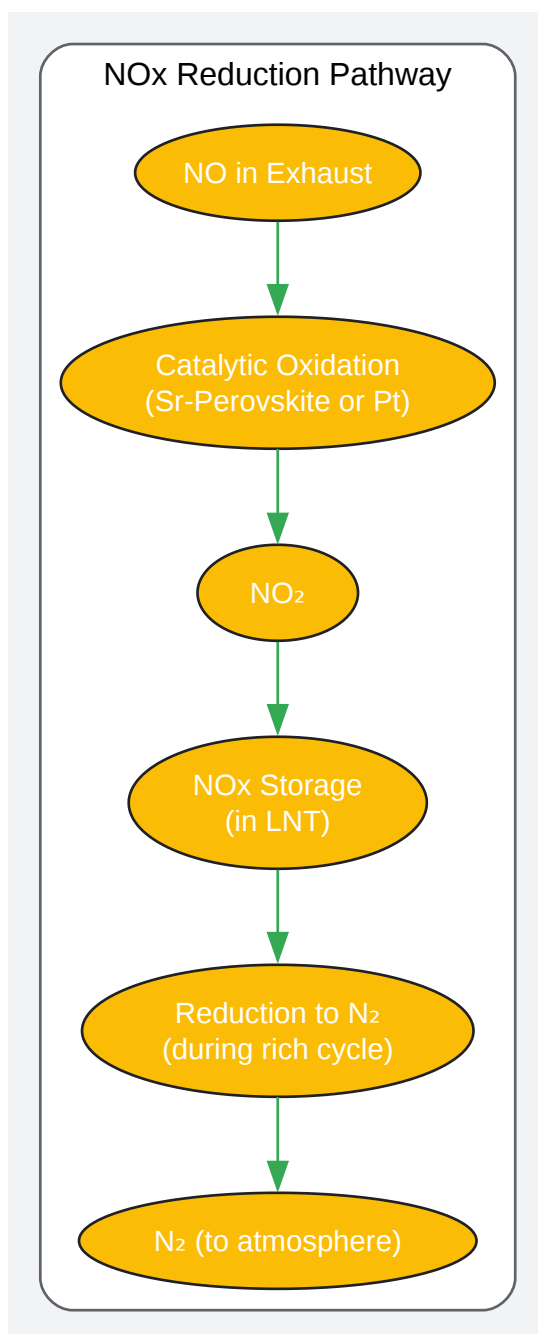 NOx Reduction Pathway
NO in Exhaust
Catalytic Oxidation
(Sr-Perovskite or Pt)
NO₂
NOx Storage
(in LNT)
Reduction to N₂
(during rich cycle)
N₂ (to atmosphere)